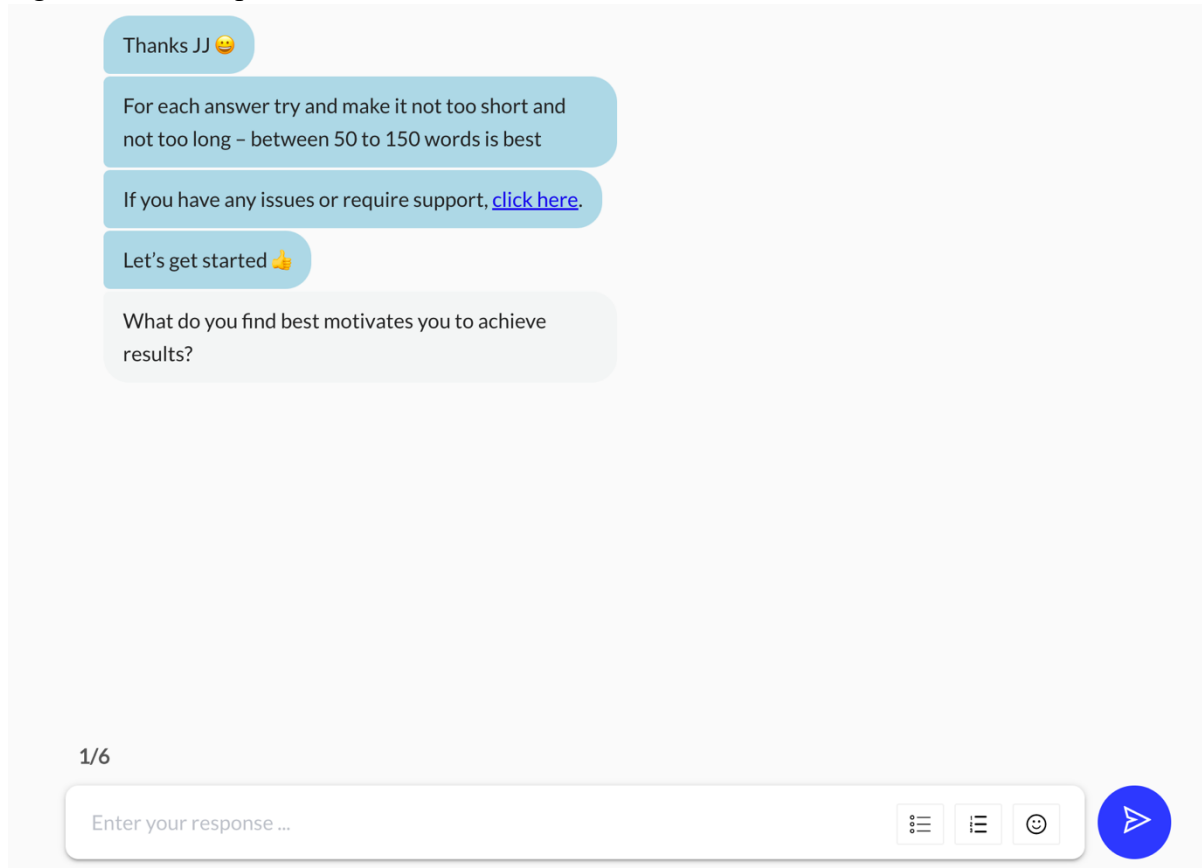 Thanks JJ 😀
For each answer try and make it not too short and
not too long – between 50 to 150 words is best
If you have any issues or require support, click here.
Let's get started 👍
What do you find best motivates you to achieve
results?
1/6
Enter your response ...